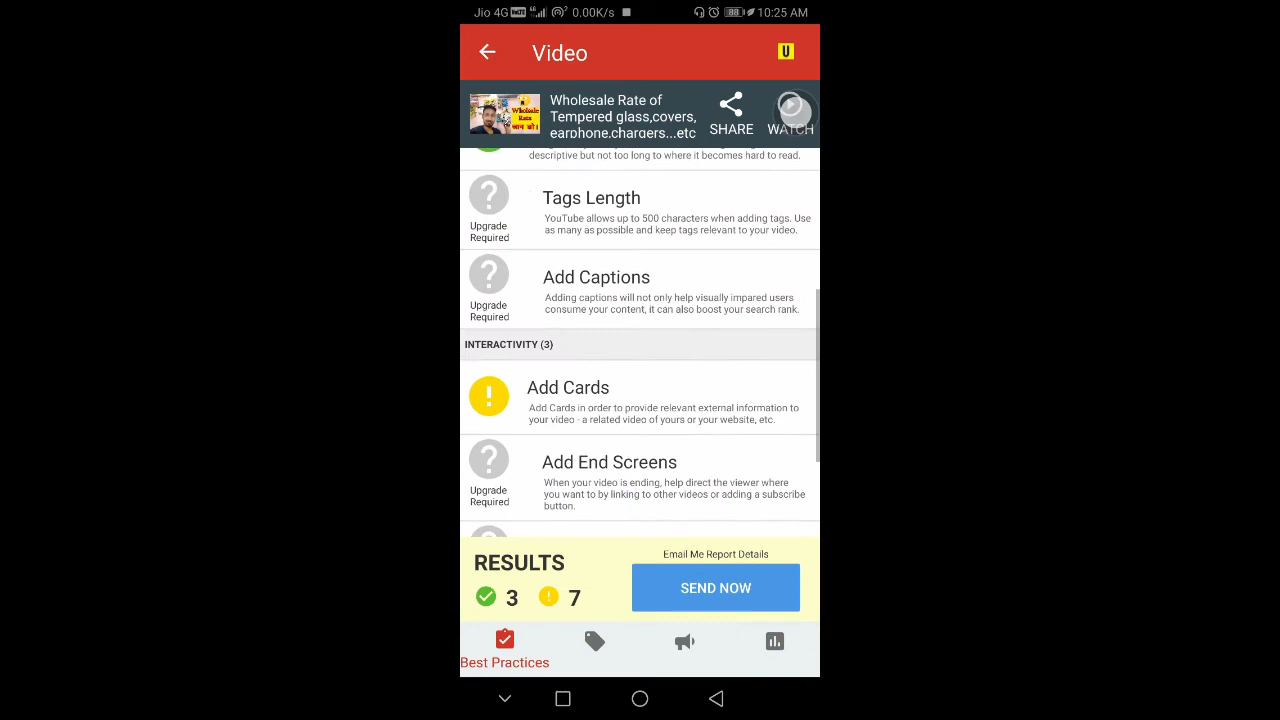 Jio 4G VoLTE 0.00K/s 88 10:25 AM
Video U
Wholesale Rate of
Tempered glass,covers,
earphone,chargers...etc
SHARE WATCH
Wholesale
Rate
जान लो।
descriptive but not too long to where it becomes hard to read.
Tags Length
YouTube allows up to 500 characters when adding tags. Use
as many as possible and keep tags relevant to your video.
Upgrade
Required
Add Captions
Adding captions will not only help visually impared users
consume your content, it can also boost your search rank.
Upgrade
Required
INTERACTIVITY (3)
Add Cards
Add Cards in order to provide relevant external information to
your video - a related video of yours or your website, etc.
Add End Screens
When your video is ending, help direct the viewer where
you want to by linking to other videos or adding a subscribe
button.
Upgrade
Required
RESULTS
3 7
Email Me Report Details
SEND NOW
Best Practices